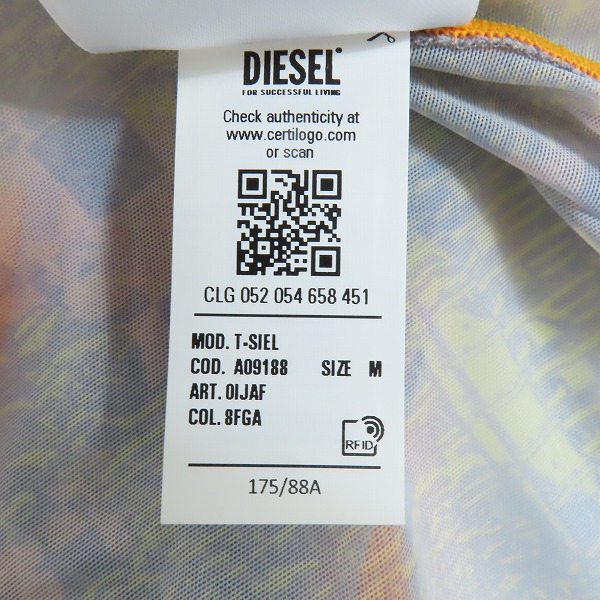 DIESEL
FOR SUCCESSFUL LIVING
Check authenticity at
www.certilogo.com
or scan
CLG 052 054 658 451
MOD. T-SIEL
COD. A09188 SIZE M
ART. 0IJAF
COL. 8FGA
RFID
175/88A